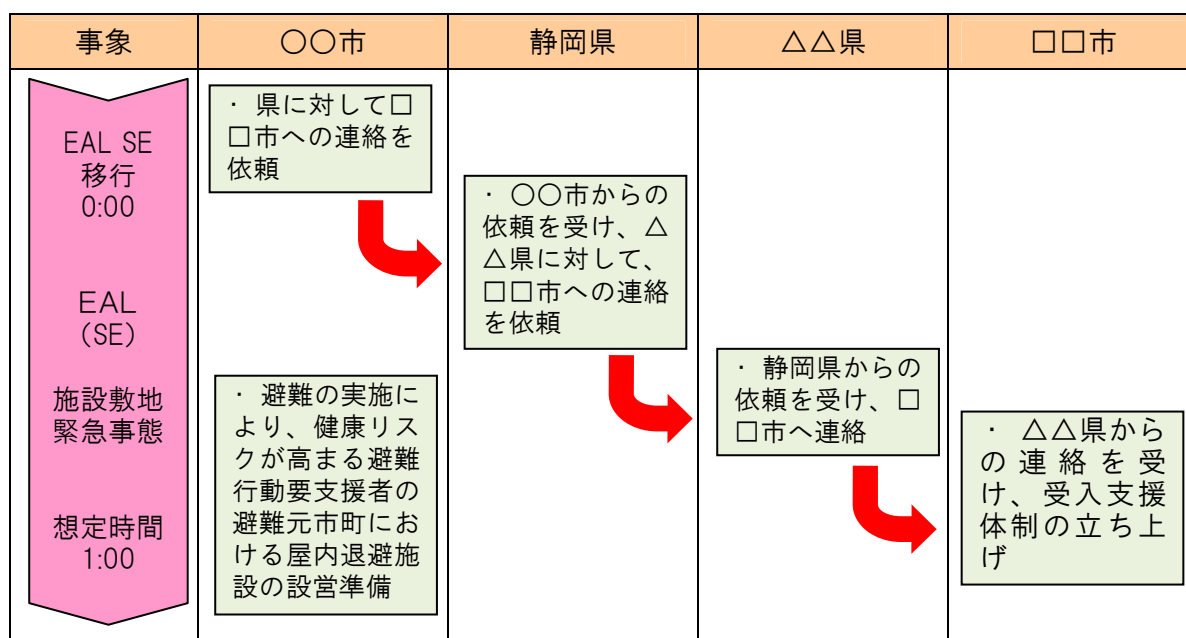 事象
〇〇市
静岡県
△△県
□□市
EAL SE
移行
0:00
EAL
(SE)
施設敷地
緊急事態
想定時間
1:00
・ 県に対して□
□市への連絡を
依頼
・ 避難の実施に
より、健康リス
クが高まる避難
行動要支援者の
避難元市町にお
ける屋内退避施
設の設営準備
・ 〇〇市からの
依頼を受け、△
△県に対して、
□□市への連絡
を依頼
・ 静岡県からの
依頼を受け、□
□市へ連絡
・ △△県から
の連絡を受
け、受入支援
体制の立ち上
げ